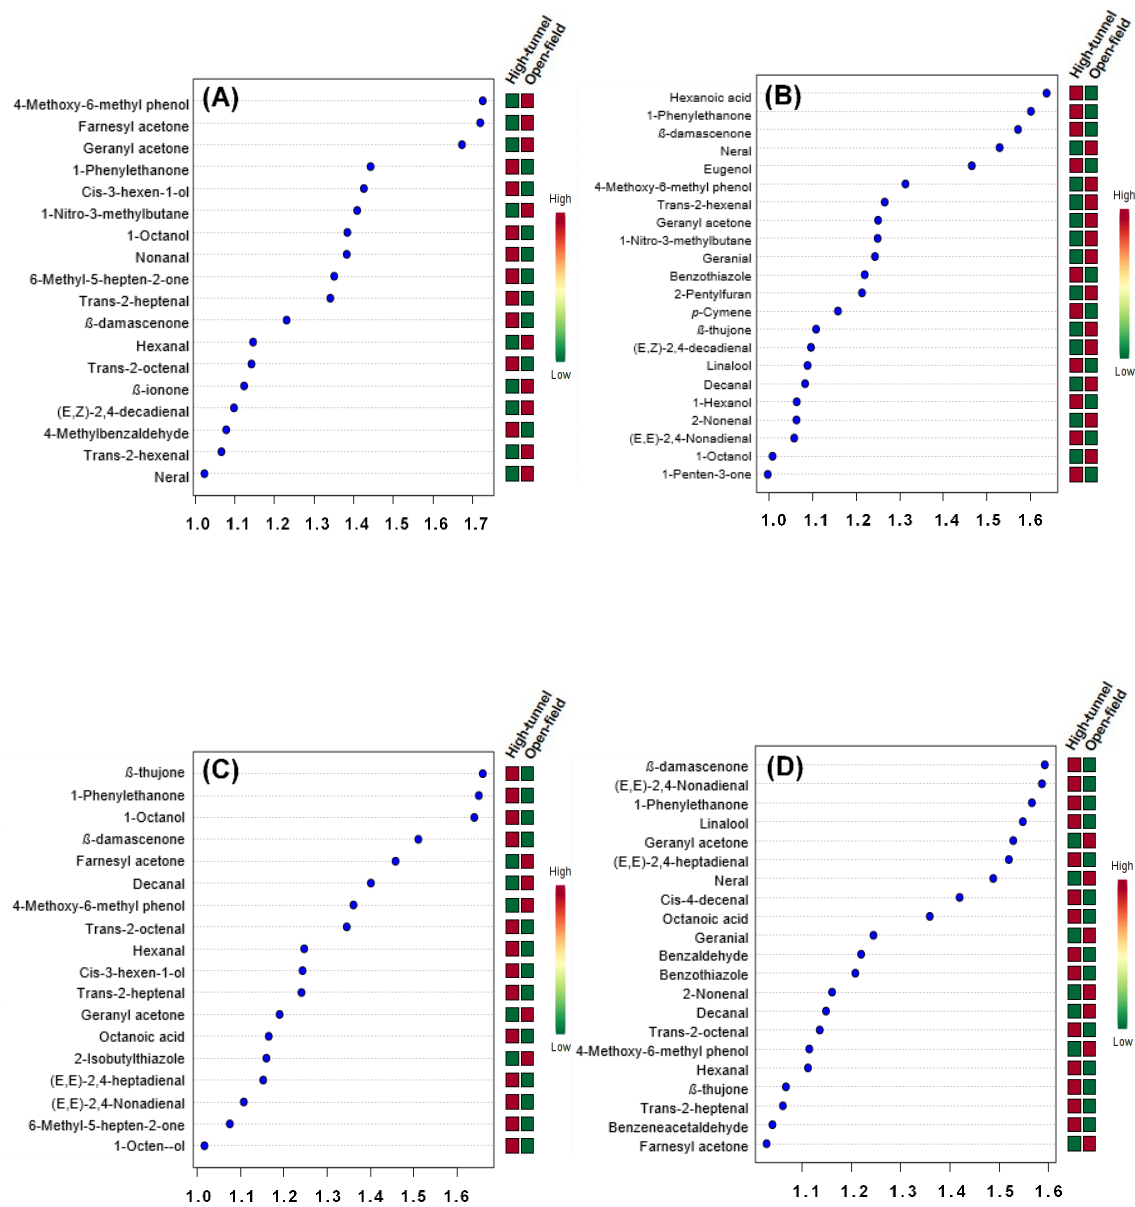 High-tunnel
Open-field
(A)
4-Methoxy-6-methyl phenol
Farnesyl acetone
Geranyl acetone
1-Phenylethanone
Cis-3-hexen-1-ol
1-Nitro-3-methylbutane
1-Octanol
Nonanal
6-Methyl-5-hepten-2-one
Trans-2-heptenal
ß-damascenone
Hexanal
Trans-2-octenal
ß-ionone
(E,Z)-2,4-decadienal
4-Methylbenzaldehyde
Trans-2-hexenal
Neral
High
Low
1.0 1.1 1.2 1.3 1.4 1.5 1.6 1.7
High-tunnel
Open-field
(B)
Hexanoic acid
1-Phenylethanone
ß-damascenone
Neral
Eugenol
4-Methoxy-6-methyl phenol
Trans-2-hexenal
Geranyl acetone
1-Nitro-3-methylbutane
Geranial
Benzothiazole
2-Pentylfuran
p-Cymene
ß-thujone
(E,Z)-2,4-decadienal
Linalool
Decanal
1-Hexanol
2-Nonenal
(E,E)-2,4-Nonadienal
1-Octanol
1-Penten-3-one
High
Low
1.0 1.1 1.2 1.3 1.4 1.5 1.6
High-tunnel
Open-field
(C)
ß-thujone
1-Phenylethanone
1-Octanol
ß-damascenone
Farnesyl acetone
Decanal
4-Methoxy-6-methyl phenol
Trans-2-octenal
Hexanal
Cis-3-hexen-1-ol
Trans-2-heptenal
Geranyl acetone
Octanoic acid
2-Isobutylthiazole
(E,E)-2,4-heptadienal
(E,E)-2,4-Nonadienal
6-Methyl-5-hepten-2-one
1-Octen--ol
High
Low
1.0 1.1 1.2 1.3 1.4 1.5 1.6
High-tunnel
Open-field
(D)
ß-damascenone
(E,E)-2,4-Nonadienal
1-Phenylethanone
Linalool
Geranyl acetone
(E,E)-2,4-heptadienal
Neral
Cis-4-decenal
Octanoic acid
Geranial
Benzaldehyde
Benzothiazole
2-Nonenal
Decanal
Trans-2-octenal
4-Methoxy-6-methyl phenol
Hexanal
ß-thujone
Trans-2-heptenal
Benzeneacetaldehyde
Farnesyl acetone
High
Low
1.1 1.2 1.3 1.4 1.5 1.6